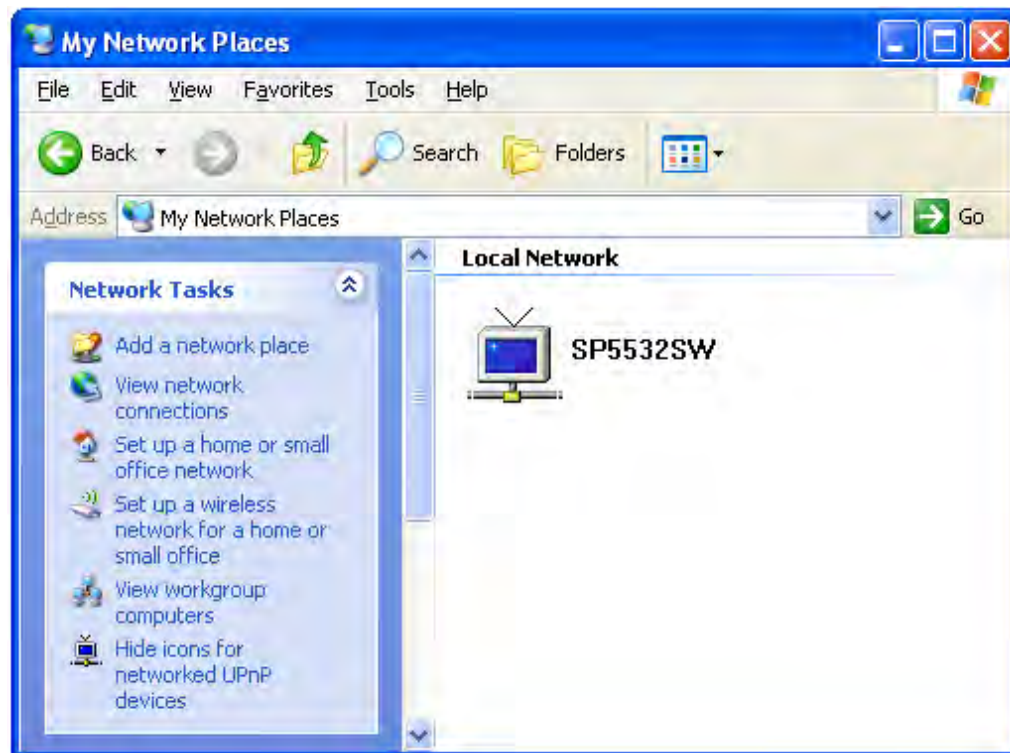 My Network Places
File Edit View Favorites Tools Help
Back Search Folders
Address My Network Places Go
Network Tasks
Add a network place
View network
connections
Set up a home or small
office network
Set up a wireless
network for a home or
small office
View workgroup
computers
Hide icons for
networked UPnP
devices
Local Network
SP5532SW